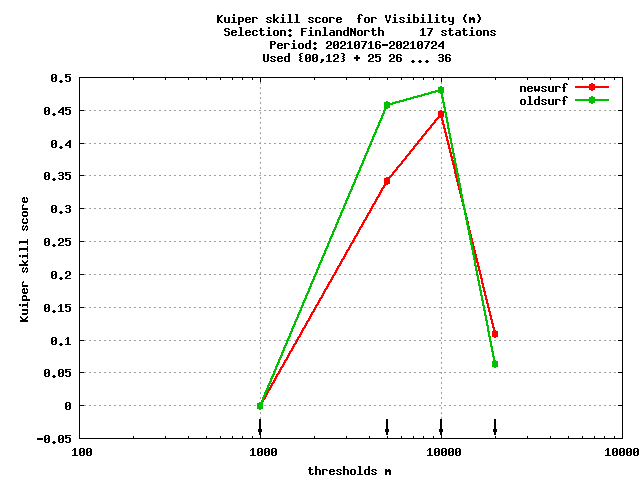 Kuiper skill score  for Visibility (m)
Selection: FinlandNorth     17 stations
Period: 20210716-20210724
Used {00,12} + 25 26 ... 36
newsurf
oldsurf
0.5
0.45
0.4
0.35
0.3
0.25
0.2
0.15
0.1
0.05
0
-0.05
Kuiper skill score
100
1000
10000
10000
thresholds m